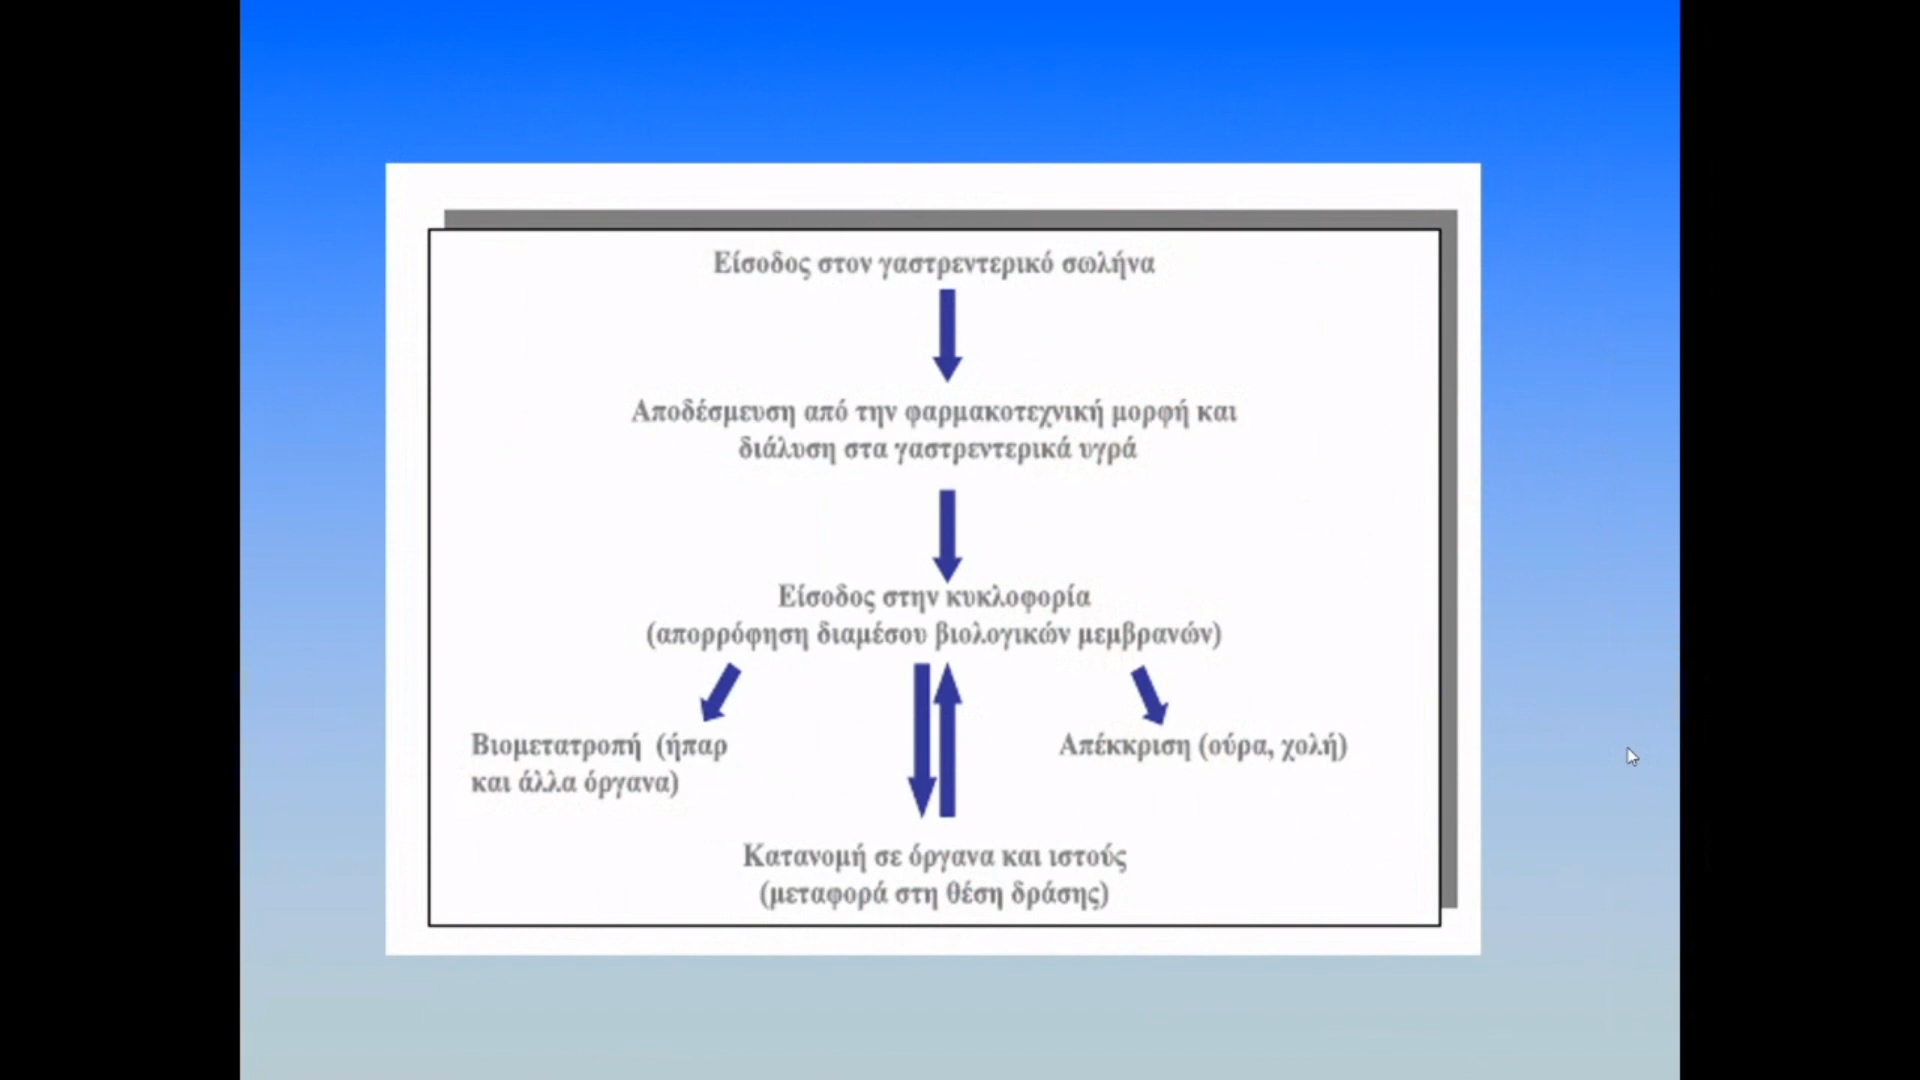 Είσοδος στον γαστρεντερικό σωλήνα
Αποδέσμευση από την φαρμακοτεχνική μορφή και
διάλυση στα γαστρεντερικά υγρά
Είσοδος στην κυκλοφορία
(απορρόφηση διαμέσου βιολογικών μεμβρανών)
Βιομετατροπή (ήπαρ
και άλλα όργανα)
Απέκκριση (ούρα, χολή)
Κατανομή σε όργανα και ιστούς
(μεταφορά στη θέση δράσης)